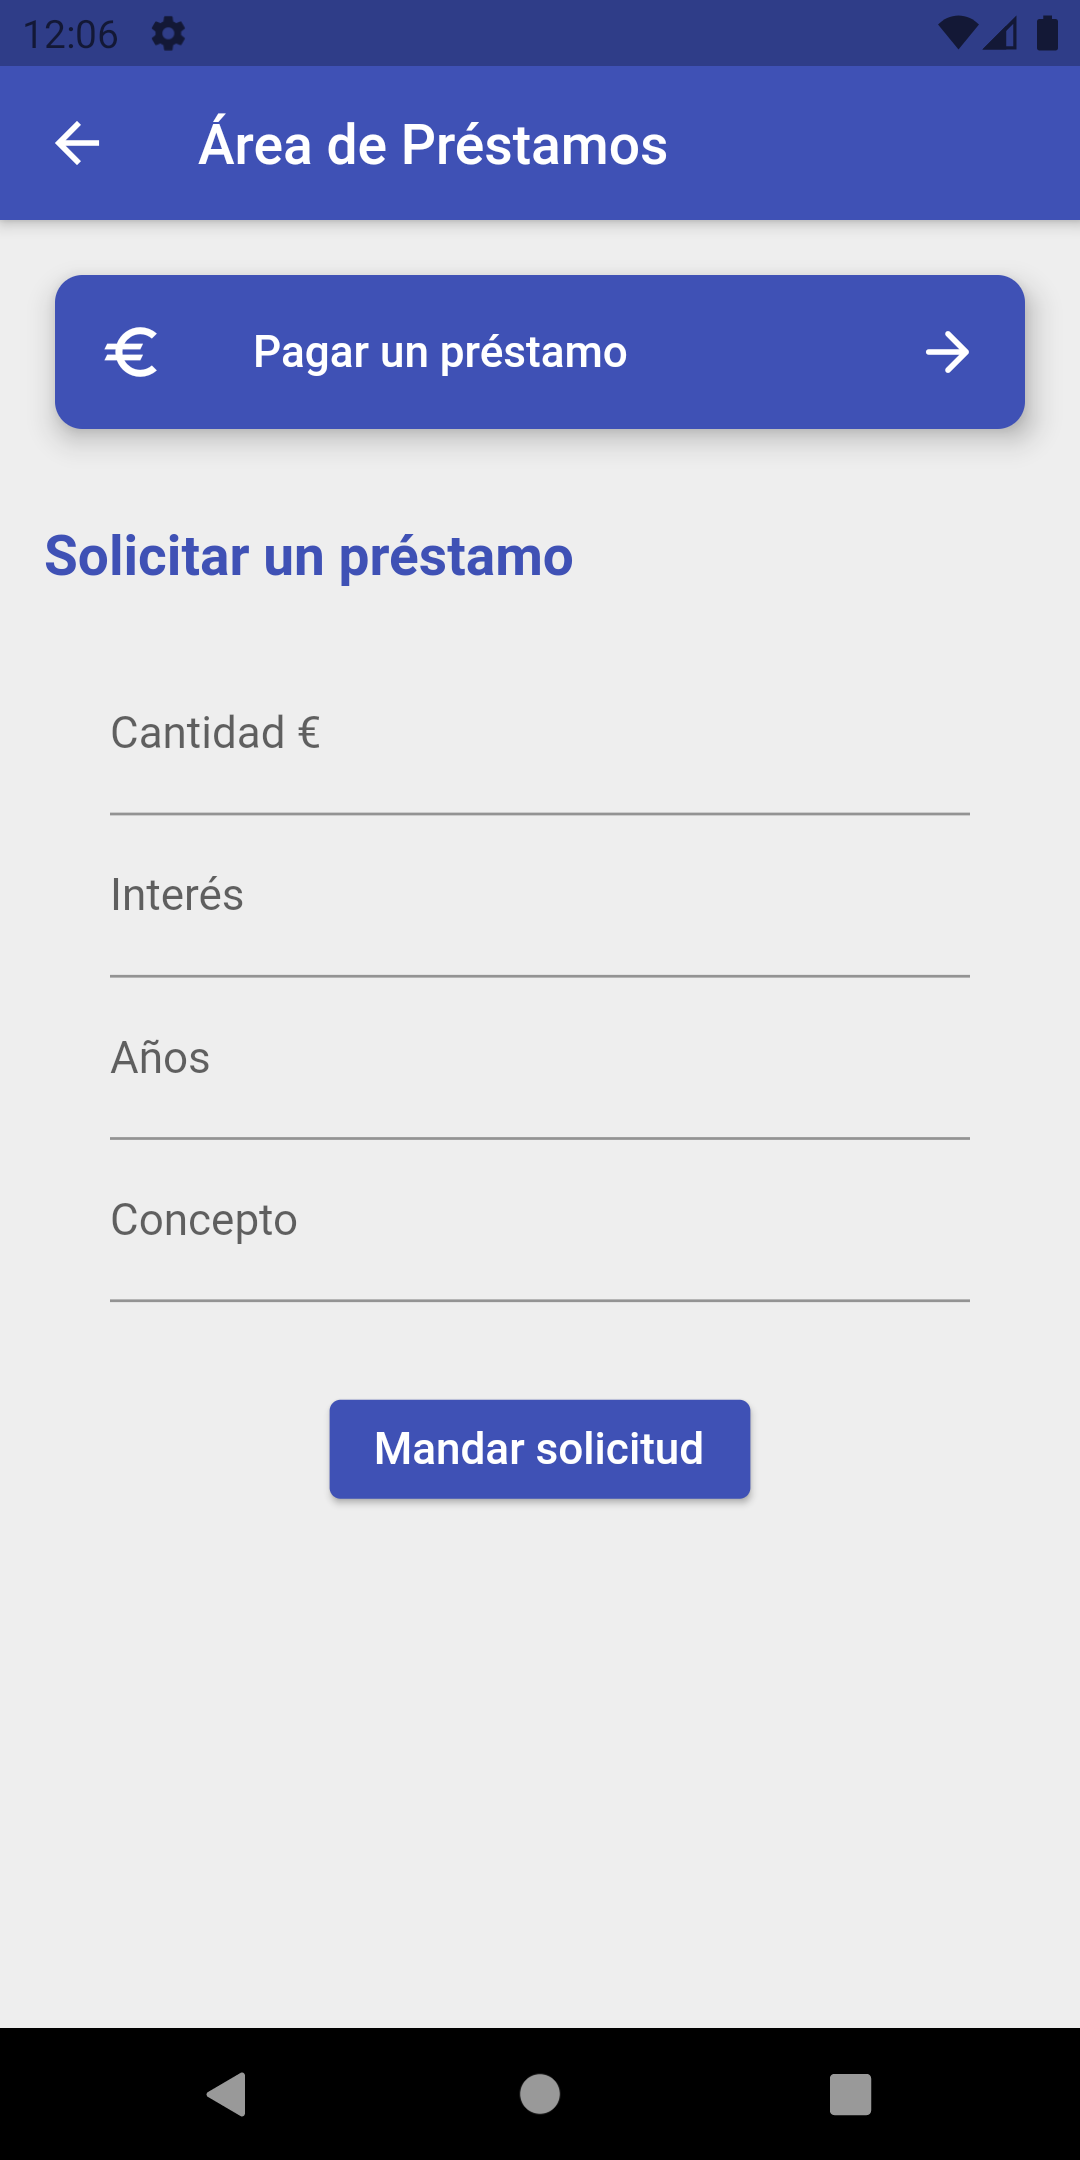 12:06
Área de Préstamos
€ Pagar un préstamo
Solicitar un préstamo
Cantidad €
Interés
Años
Concepto
Mandar solicitud